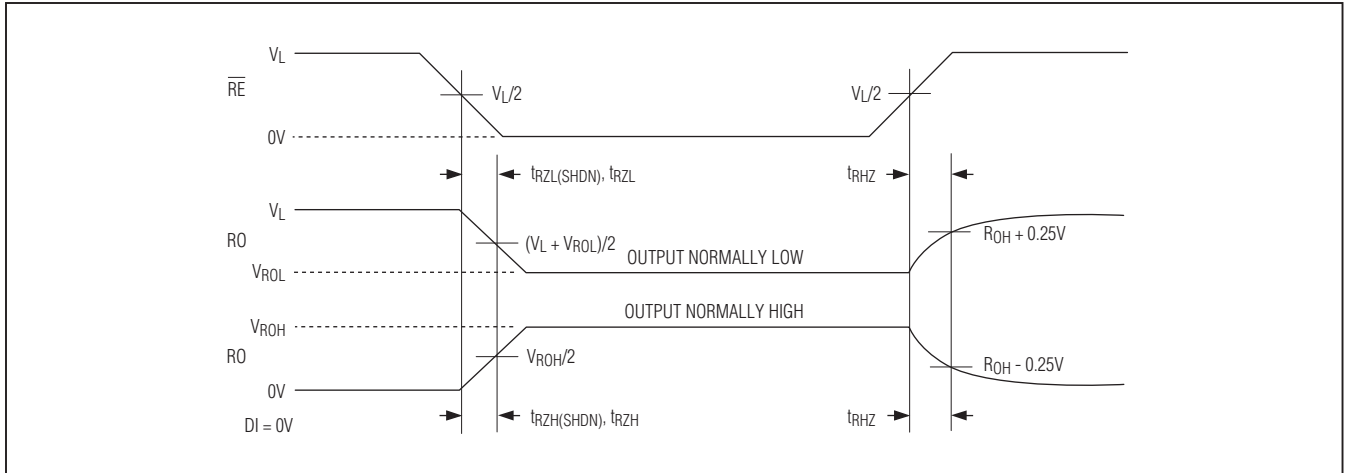 VL
RE
VL/2
VL/2
0V
tRZL(SHDN), tRZL
tRHZ
VL
RO
(VL + VROL)/2
ROH + 0.25V
OUTPUT NORMALLY LOW
VROL
OUTPUT NORMALLY HIGH
VROH
RO
VROH/2
ROH - 0.25V
0V
tRZH(SHDN), tRZH
tRHZ
DI = 0V